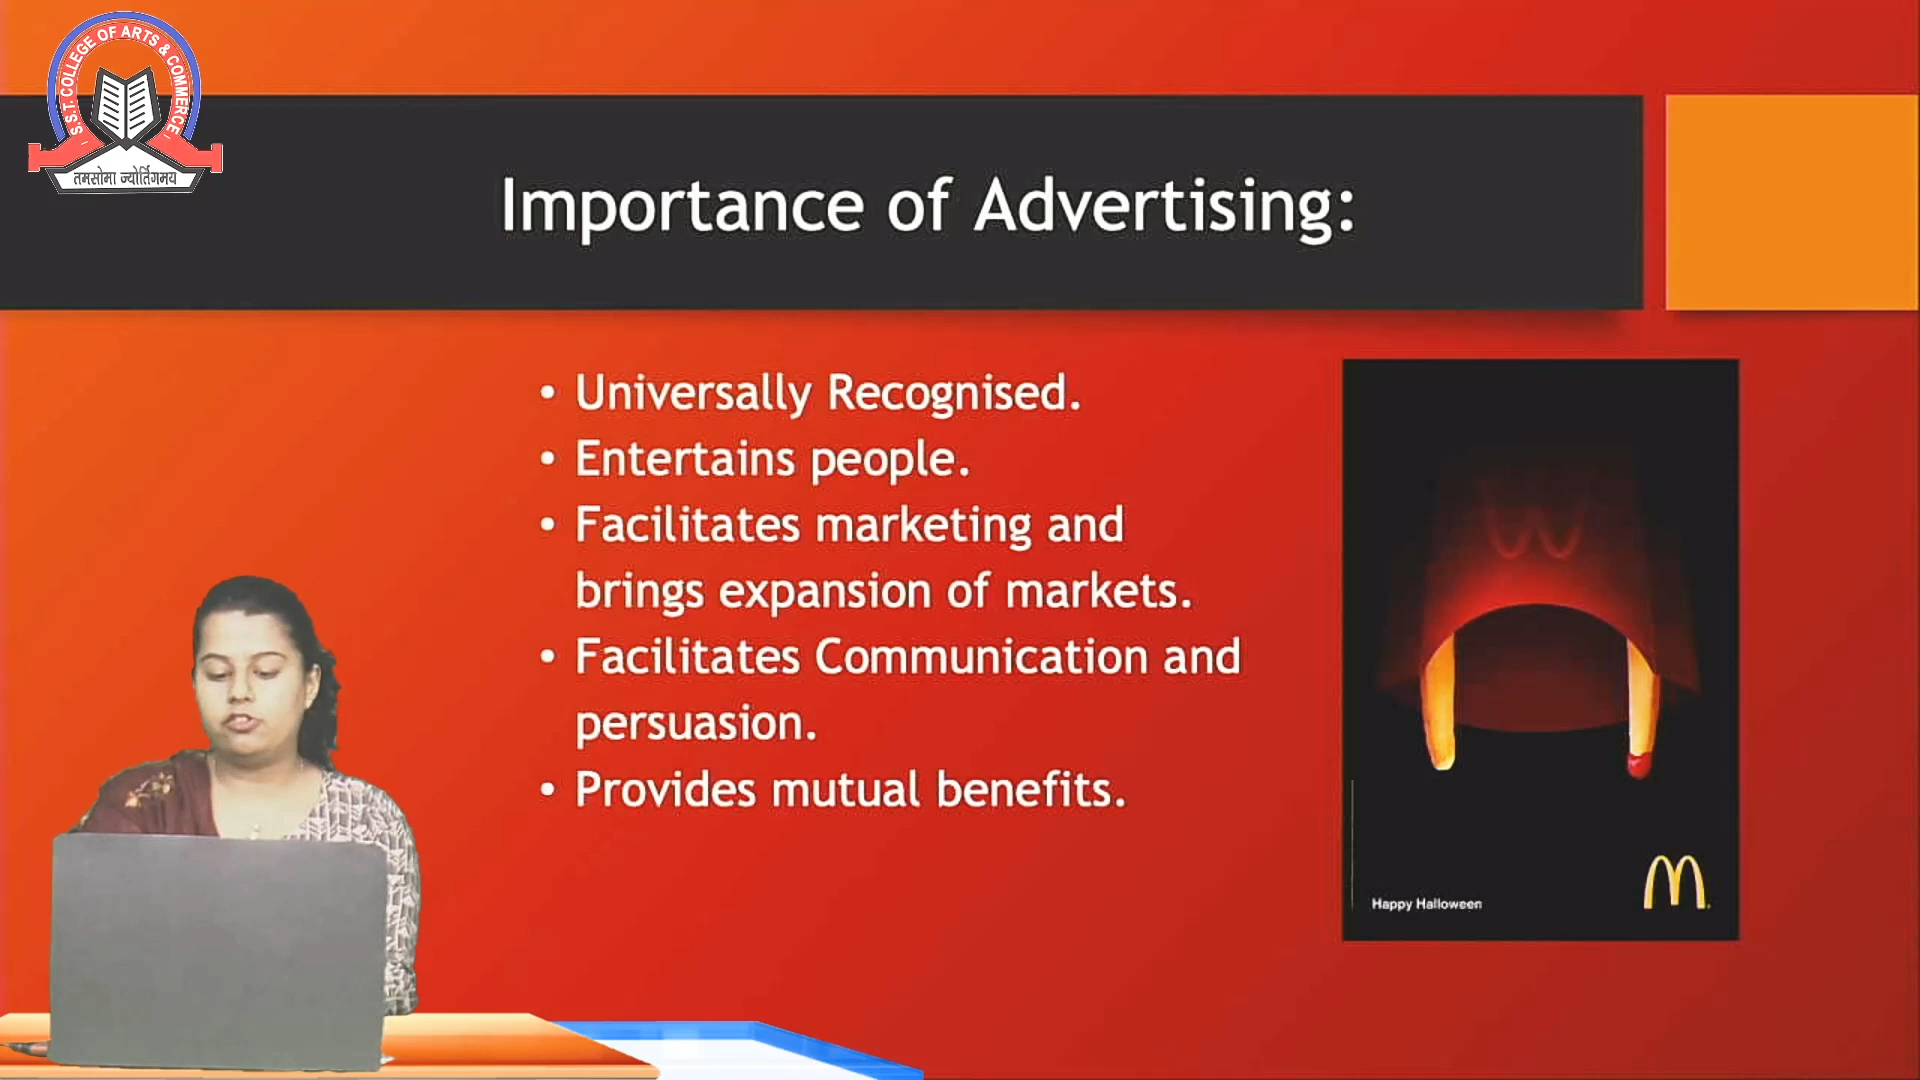 S.S.T. COLLEGE OF ARTS & COMMERCE
तमसोमा ज्योर्तिगमय
Importance of Advertising:
• Universally Recognised.
• Entertains people.
• Facilitates marketing and
brings expansion of markets.
• Facilitates Communication and
persuasion.
• Provides mutual benefits.
Happy Halloween